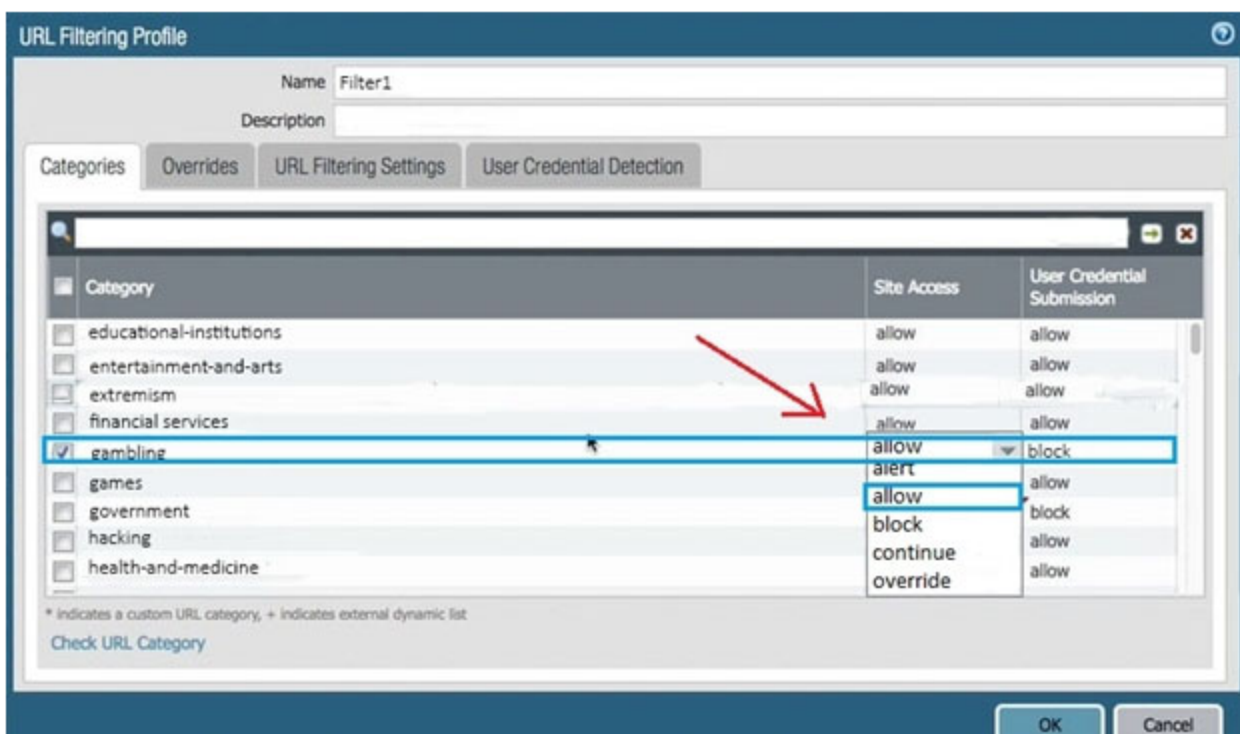 URL Filtering Profile
Name Filter1
Description
Categories Overrides URL Filtering Settings User Credential Detection
Category Site Access User Credential Submission
educational-institutions allow allow
entertainment-and-arts allow allow
extremism allow allow
financial services allow allow
gambling allow block
alert
games allow
allow
government block
block
hacking allow
continue
health-and-medicine allow
override
* indicates a custom URL category, + indicates external dynamic list
Check URL Category
OK Cancel